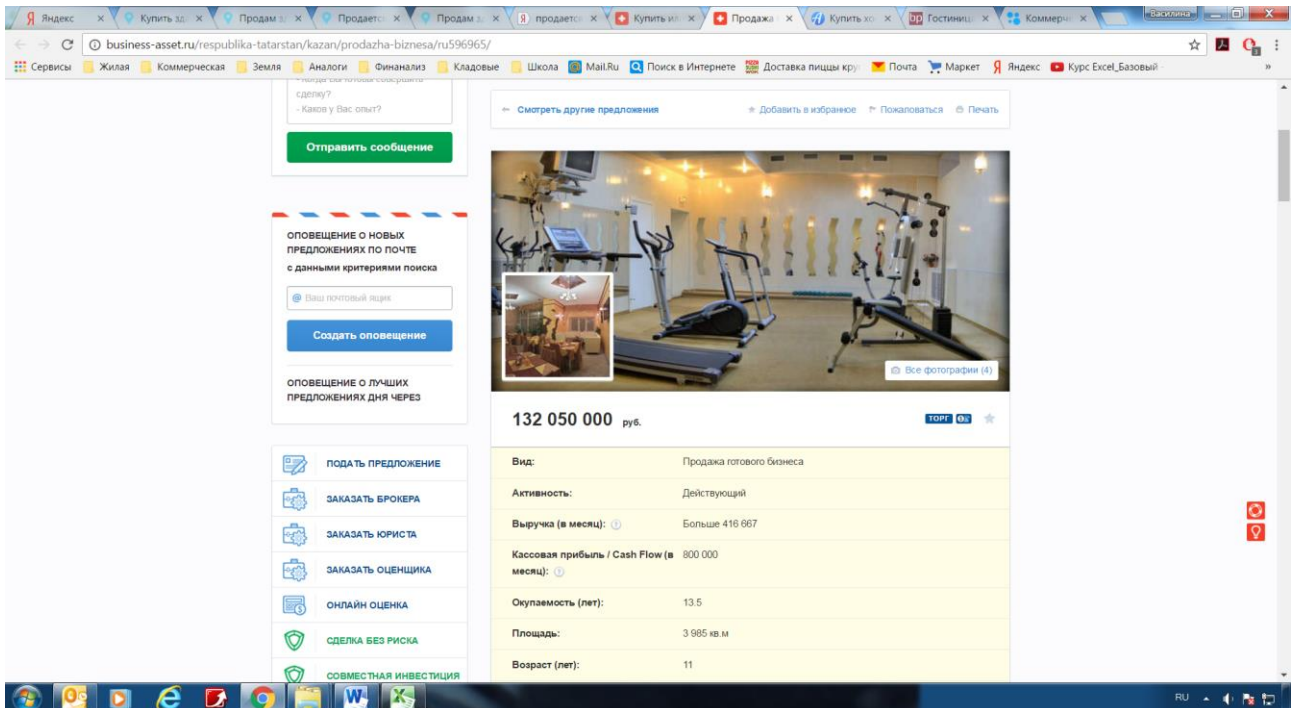 Яндекс
Купить зд
Продам з
Продаетс
Продам з
продаетс
Купить ил
Продажа
Купить хо
Гостиниц
Коммерч
Василина
business-asset.ru/respublika-tatarstan/kazan/prodazha-biznesa/ru596965/
Сервисы Жилая Коммерческая Земля Аналоги Финанализ Кладовые Школа Mail.Ru Поиск в Интернете Доставка пиццы кру Почта Маркет Яндекс Курс Excel_Базовый
сделку?
- Каков у Вас опыт?
Отправить сообщение
← Смотреть другие предложения
Добавить в избранное Пожаловаться Печать
ОПОВЕЩЕНИЕ О НОВЫХ
ПРЕДЛОЖЕНИЯХ ПО ПОЧТЕ
с данными критериями поиска
@ Ваш почтовый ящик
Создать оповещение
ОПОВЕЩЕНИЕ О ЛУЧШИХ
ПРЕДЛОЖЕНИЯХ ДНЯ ЧЕРЕЗ
ПОДАТЬ ПРЕДЛОЖЕНИЕ
ЗАКАЗАТЬ БРОКЕРА
ЗАКАЗАТЬ ЮРИСТА
ЗАКАЗАТЬ ОЦЕНЩИКА
ОНЛАЙН ОЦЕНКА
СДЕЛКА БЕЗ РИСКА
СОВМЕСТНАЯ ИНВЕСТИЦИЯ
Все фотографии (4)
132 050 000 руб.
ТОРГ
Вид: Продажа готового бизнеса
Активность: Действующий
Выручка (в месяц): Больше 416 667
Кассовая прибыль / Cash Flow (в 800 000
месяц):
Окупаемость (лет): 13.5
Площадь: 3 985 кв.м
Возраст (лет): 11
RU